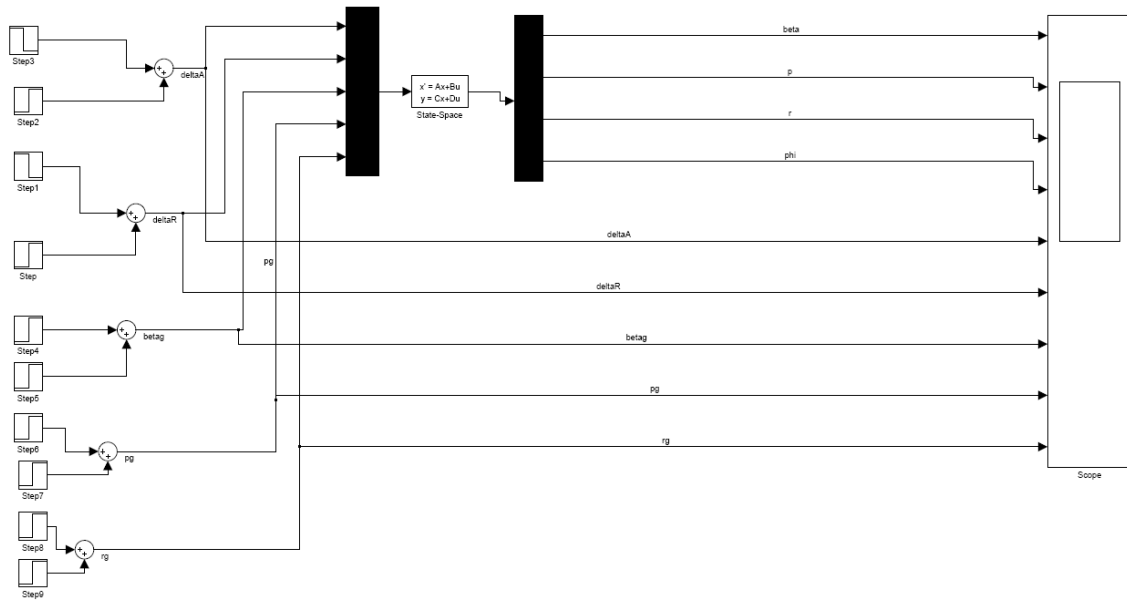 Step3
deltaA
Step2
x' = Ax+Bu
y = Cx+Du
State-Space
beta
p
r
phi
Step1
deltaR
Step
pg
deltaA
deltaR
Step4
betag
Step5
betag
Step6
pg
Step7
pg
rg
Scope
Step8
rg
Step9